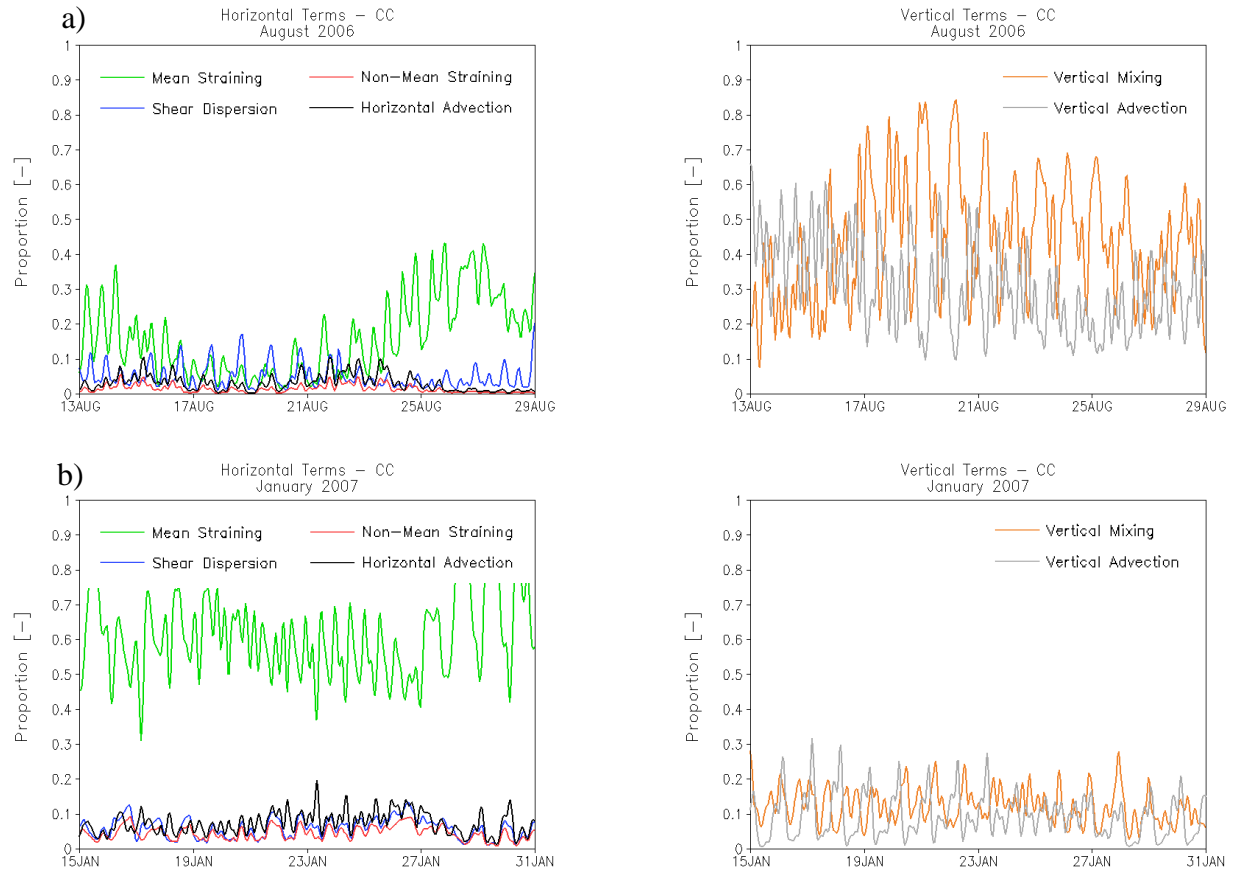 a)
Horizontal Terms – CC
August 2006
1
0.9
0.8
0.7
0.6
0.5
0.4
0.3
0.2
0.1
0
Proportion [-]
Mean Straining
Non-Mean Straining
Shear Dispersion
Horizontal Advection
13AUG
17AUG
21AUG
25AUG
29AUG
Vertical Terms – CC
August 2006
1
0.9
0.8
0.7
0.6
0.5
0.4
0.3
0.2
0.1
0
Proportion [-]
Vertical Mixing
Vertical Advection
13AUG
17AUG
21AUG
25AUG
29AUG
b)
Horizontal Terms – CC
January 2007
1
0.9
0.8
0.7
0.6
0.5
0.4
0.3
0.2
0.1
0
Proportion [-]
Mean Straining
Non-Mean Straining
Shear Dispersion
Horizontal Advection
15JAN
19JAN
23JAN
27JAN
31JAN
Vertical Terms – CC
January 2007
1
0.9
0.8
0.7
0.6
0.5
0.4
0.3
0.2
0.1
0
Proportion [-]
Vertical Mixing
Vertical Advection
15JAN
19JAN
23JAN
27JAN
31JAN